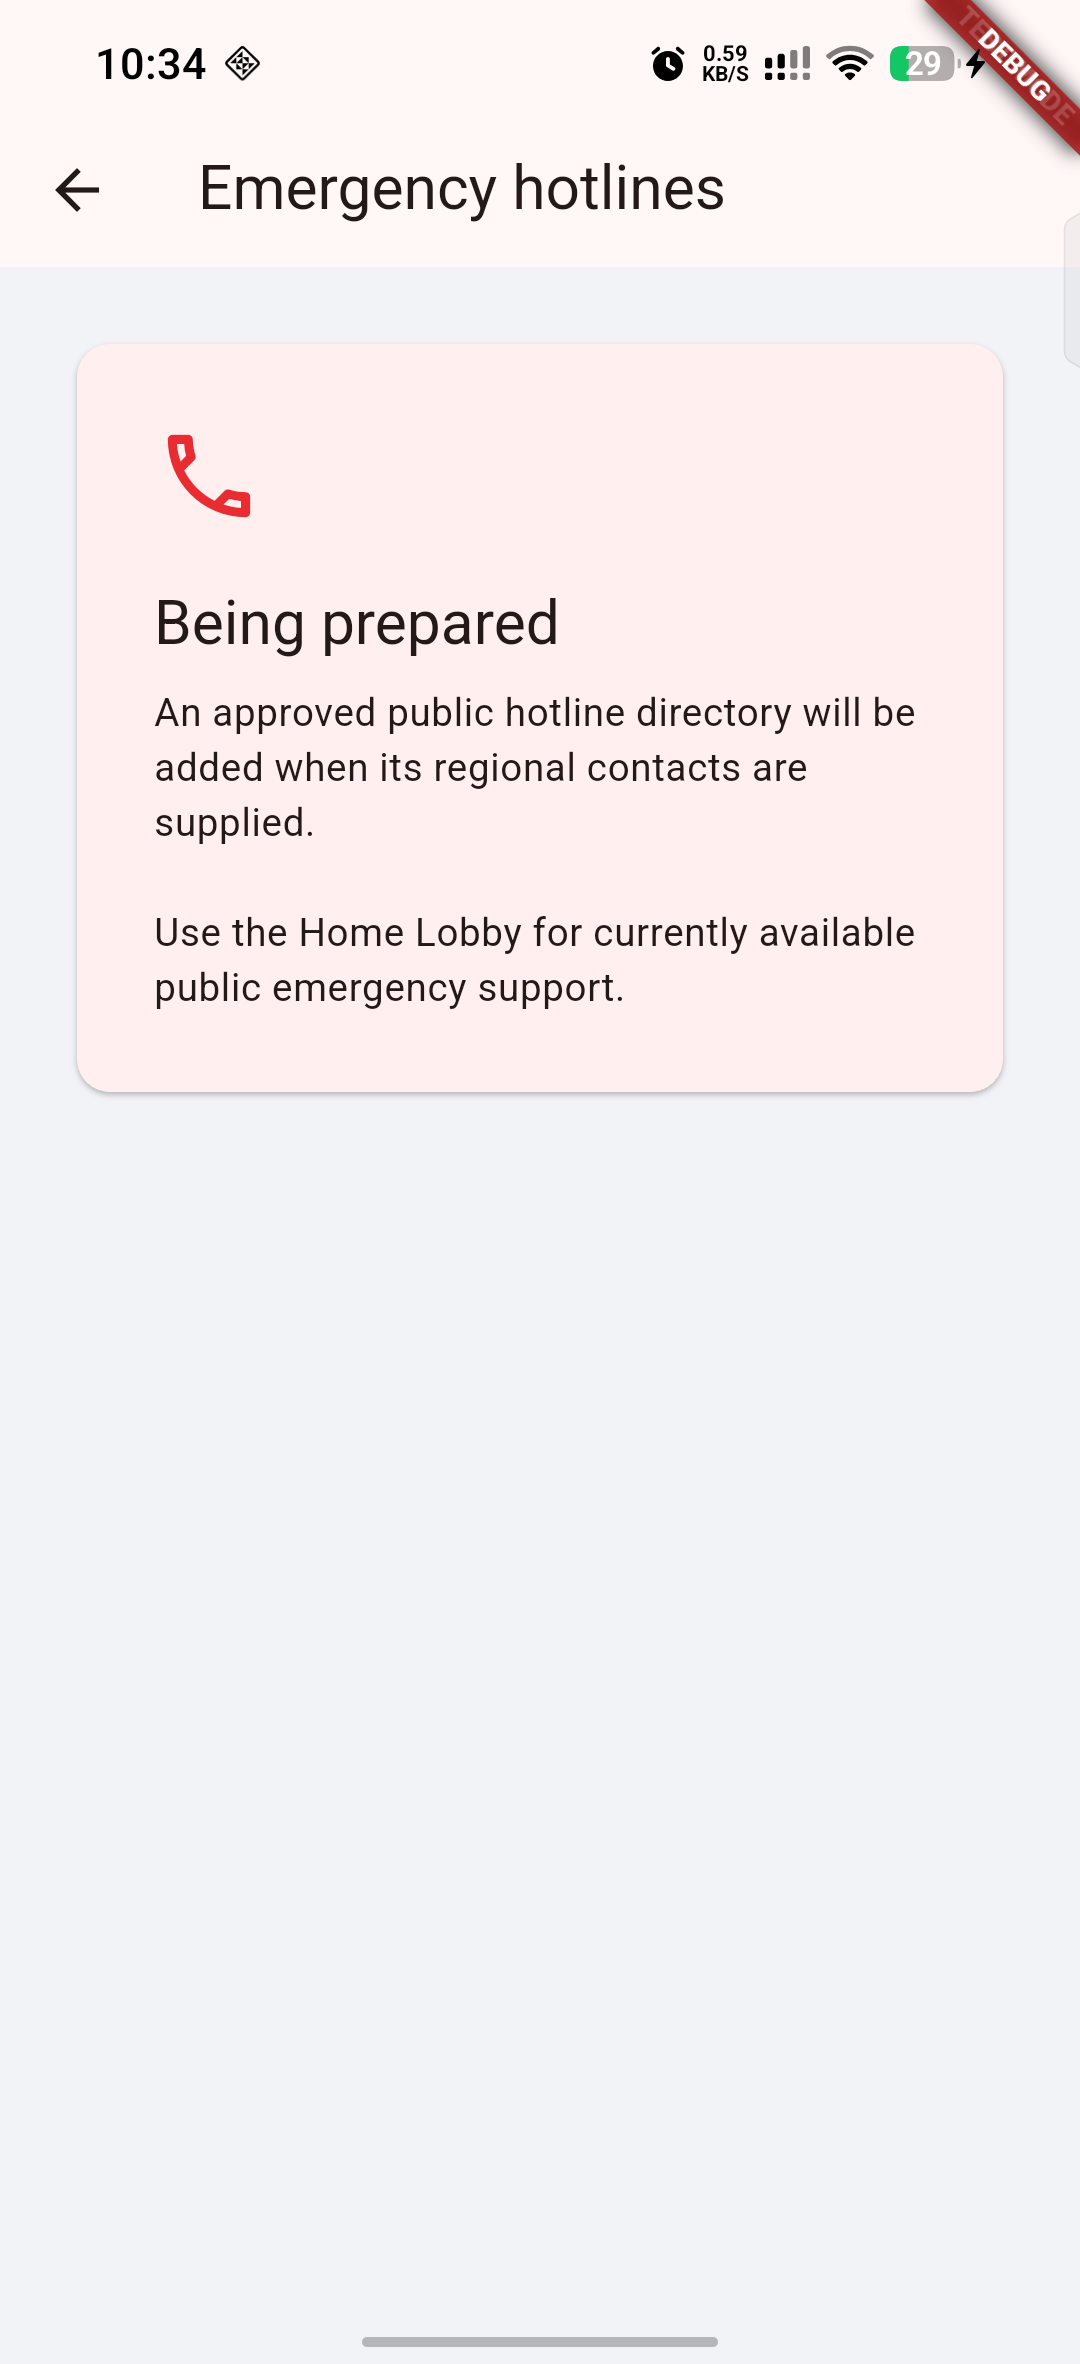 10:34
0.59
KB/S
29
DEBUG
Emergency hotlines
Being prepared
An approved public hotline directory will be
added when its regional contacts are
supplied.
Use the Home Lobby for currently available
public emergency support.